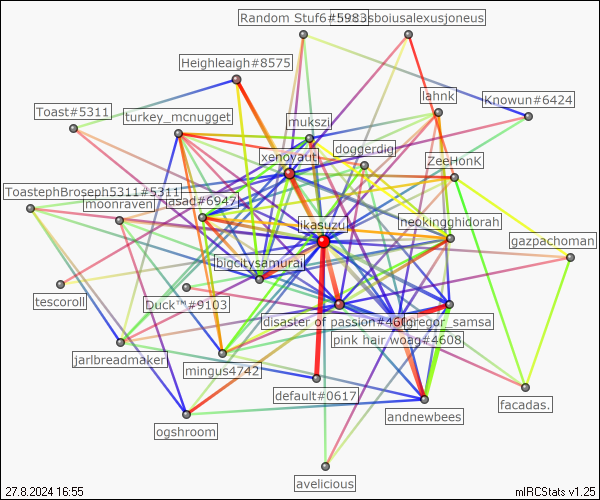 Random Stuf6#5983
sboiusalexusjoneus
Heighleaigh#8575
lahnk
Knowun#6424
Toast#5311
turkey_mcnugget
mukszi
doggerdig
xenovaut
ZeeHonK
ToastephBroseph5311#5311
moonraven
asad#6947
ikasuzu
neokingghidorah
gazpachoman
bigcitysamurai
tescoroll
Duck™#9103
disaster of passion#46
gregor_samsa
pink hair woag#4608
jarlbreadmaker
mingus4742
default#0617
andnewbees
facadas.
ogshroom
avelicious
27.8.2024 16:55
mIRCStats v1.25